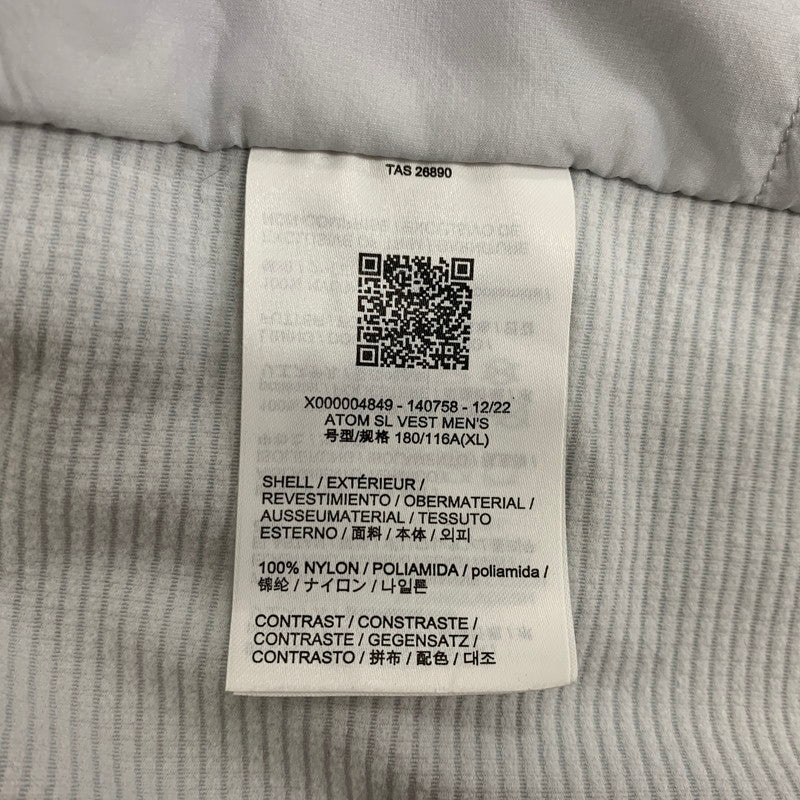 TAS 26890
X000004849 - 140758 - 12/22
ATOM SL VEST MEN'S
号型/规格 180/116A(XL)
SHELL / EXTÉRIEUR /
REVESTIMIENTO / OBERMATERIAL /
AUSSEUMATERIAL / TESSUTO
ESTERNO / 面料 / 本体 / 외피
100% NYLON / POLIAMIDA / poliamida /
锦纶 / ナイロン / 나일론
CONTRAST / CONSTRASTE /
CONTRASTE / GEGENSATZ /
CONTRASTO / 拼布 / 配色 / 대조